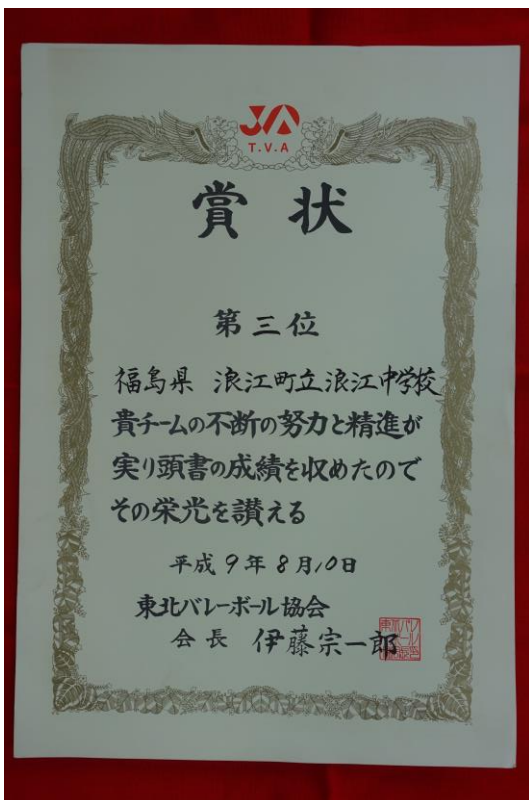 T.V.A
賞状
第三位
福島県 浪江町立浪江中学校
貴チームの不断の努力と精進が
実り頭書の成績を収めたので
その栄光を讃える
平成9年8月10日
東北バレーボール協会
会長 伊藤宗一郎